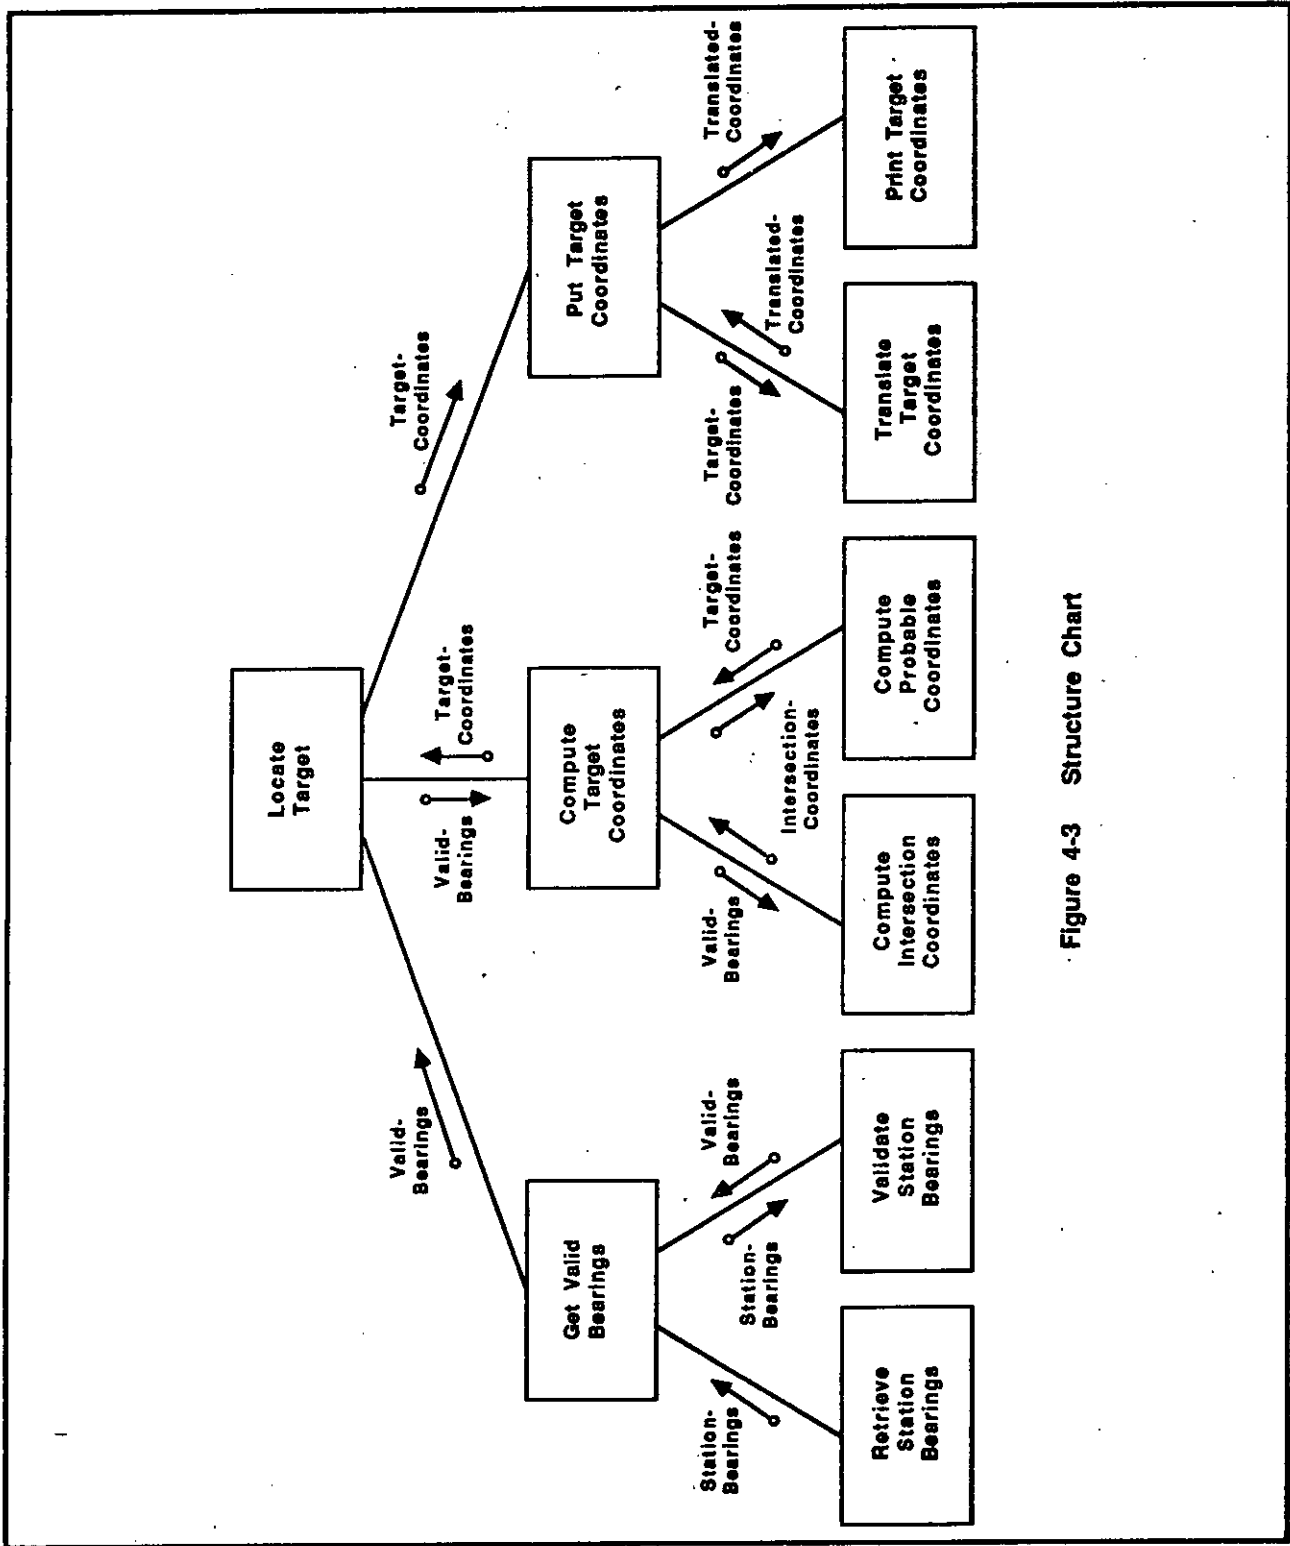 Locate
Target
Valid-
Bearings
Valid-
Bearings
Target-
Coordinates
Target-
Coordinates
Get Valid
Bearings
Compute
Target
Coordinates
Put Target
Coordinates
Station-
Bearings
Station-
Bearings
Valid-
Bearings
Valid-
Bearings
Intersection-
Coordinates
Target-
Coordinates
Target-
Coordinates
Translated-
Coordinates
Translated-
Coordinates
Retrieve
Station
Bearings
Validate
Station
Bearings
Compute
Intersection
Coordinates
Compute
Probable
Coordinates
Translate
Target
Coordinates
Print Target
Coordinates
Figure 4-3 Structure Chart